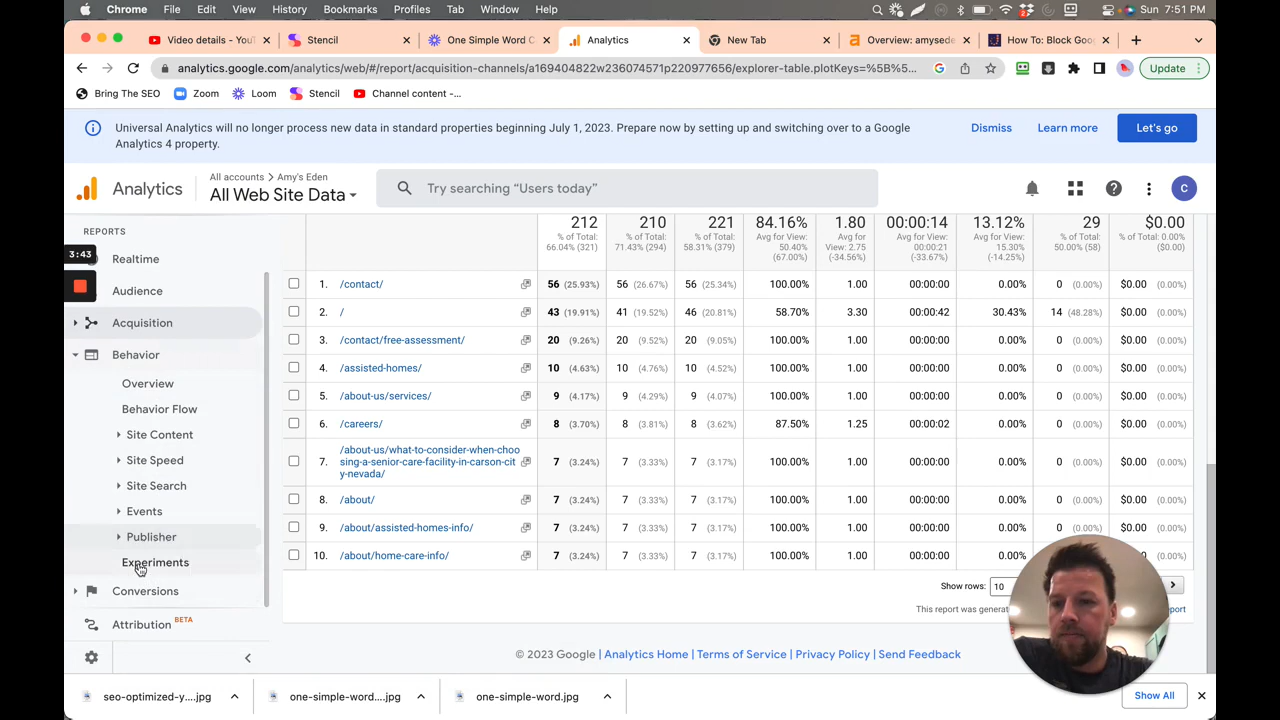 Chrome File Edit View History Bookmarks Profiles Tab Window Help Sun 7:51 PM
Video details - YouT Stencil One Simple Word C Analytics New Tab Overview: amysede How To: Block Goog
analytics.google.com/analytics/web/#/report/acquisition-channels/a169404822w236074571p220977656/explorer-table.plotKeys=%5B%5... Update
Bring The SEO Zoom Loom Stencil Channel content -...
Universal Analytics will no longer process new data in standard properties beginning July 1, 2023. Prepare now by setting up and switching over to a Google
Analytics 4 property.
Dismiss Learn more Let's go
Analytics
All accounts > Amy's Eden
All Web Site Data
Try searching "Users today"
C
REPORTS
3:43
Realtime
Audience
Acquisition
Behavior
Overview
Behavior Flow
Site Content
Site Speed
Site Search
Events
Publisher
Experiments
Conversions
Attribution BETA
212 210 221 84.16% 1.80 00:00:14 13.12% 29 $0.00
% of Total: % of Total: % of Total: Avg for View: Avg for Avg for View: Avg for View: % of Total: % of Total: 0.00%
66.04% (321) 71.43% (294) 58.31% (379) 50.40% View: 2.75 00:00:21 15.30% 50.00% (58) ($0.00)
(67.00%) (-34.56%) (-33.67%) (-14.25%)
1. /contact/ 56 (25.93%) 56 (26.67%) 56 (25.34%) 100.00% 1.00 00:00:00 0.00% 0 (0.00%) $0.00 (0.00%)
2. / 43 (19.91%) 41 (19.52%) 46 (20.81%) 58.70% 3.30 00:00:42 30.43% 14 (48.28%) $0.00 (0.00%)
3. /contact/free-assessment/ 20 (9.26%) 20 (9.52%) 20 (9.05%) 100.00% 1.00 00:00:00 0.00% 0 (0.00%) $0.00 (0.00%)
4. /assisted-homes/ 10 (4.63%) 10 (4.76%) 10 (4.52%) 100.00% 1.00 00:00:00 0.00% 0 (0.00%) $0.00 (0.00%)
5. /about-us/services/ 9 (4.17%) 9 (4.29%) 9 (4.07%) 100.00% 1.00 00:00:00 0.00% 0 (0.00%) $0.00 (0.00%)
6. /careers/ 8 (3.70%) 8 (3.81%) 8 (3.62%) 87.50% 1.25 00:00:02 0.00% 0 (0.00%) $0.00 (0.00%)
/about-us/what-to-consider-when-choo
7. sing-a-senior-care-facility-in-carson-cit 7 (3.24%) 7 (3.33%) 7 (3.17%) 100.00% 1.00 00:00:00 0.00% 0 (0.00%) $0.00 (0.00%)
y-nevada/
8. /about/ 7 (3.24%) 7 (3.33%) 7 (3.17%) 100.00% 1.00 00:00:00 0.00% 0 (0.00%) $0.00 (0.00%)
9. /about/assisted-homes-info/ 7 (3.24%) 7 (3.33%) 7 (3.17%) 100.00% 1.00 00:00:00 0.00% 0 (0.00%) $0.00 (0.00%)
10. /about/home-care-info/ 7 (3.24%) 7 (3.33%) 7 (3.17%) 100.00% 1.00 00:00:00 0.00% (0.00%) $0.00 (0.00%)
Show rows: 10
This report was generat port
© 2023 Google | Analytics Home | Terms of Service | Privacy Policy | Send Feedback
seo-optimized-y....jpg one-simple-word....jpg one-simple-word.jpg Show All